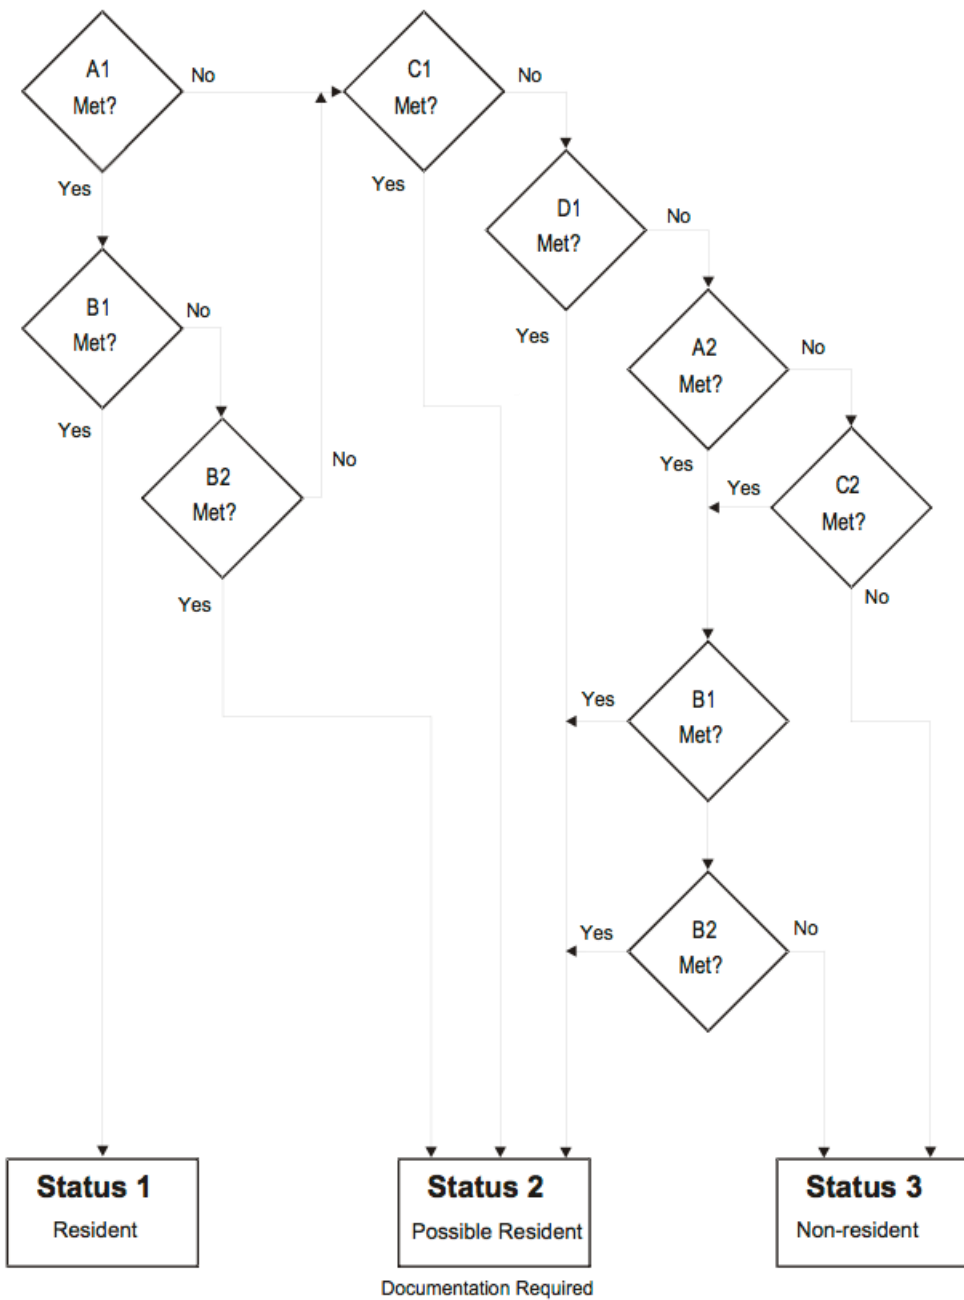 A1
Met?
No
C1
Met?
No
Yes
Yes
D1
Met?
No
B1
Met?
No
Yes
A2
Met?
No
Yes
B2
Met?
No
Yes
Yes
C2
Met?
Yes
No
B1
Met?
Yes
B2
Met?
Yes
No
Status 1
Resident
Status 2
Possible Resident
Documentation Required
Status 3
Non-resident